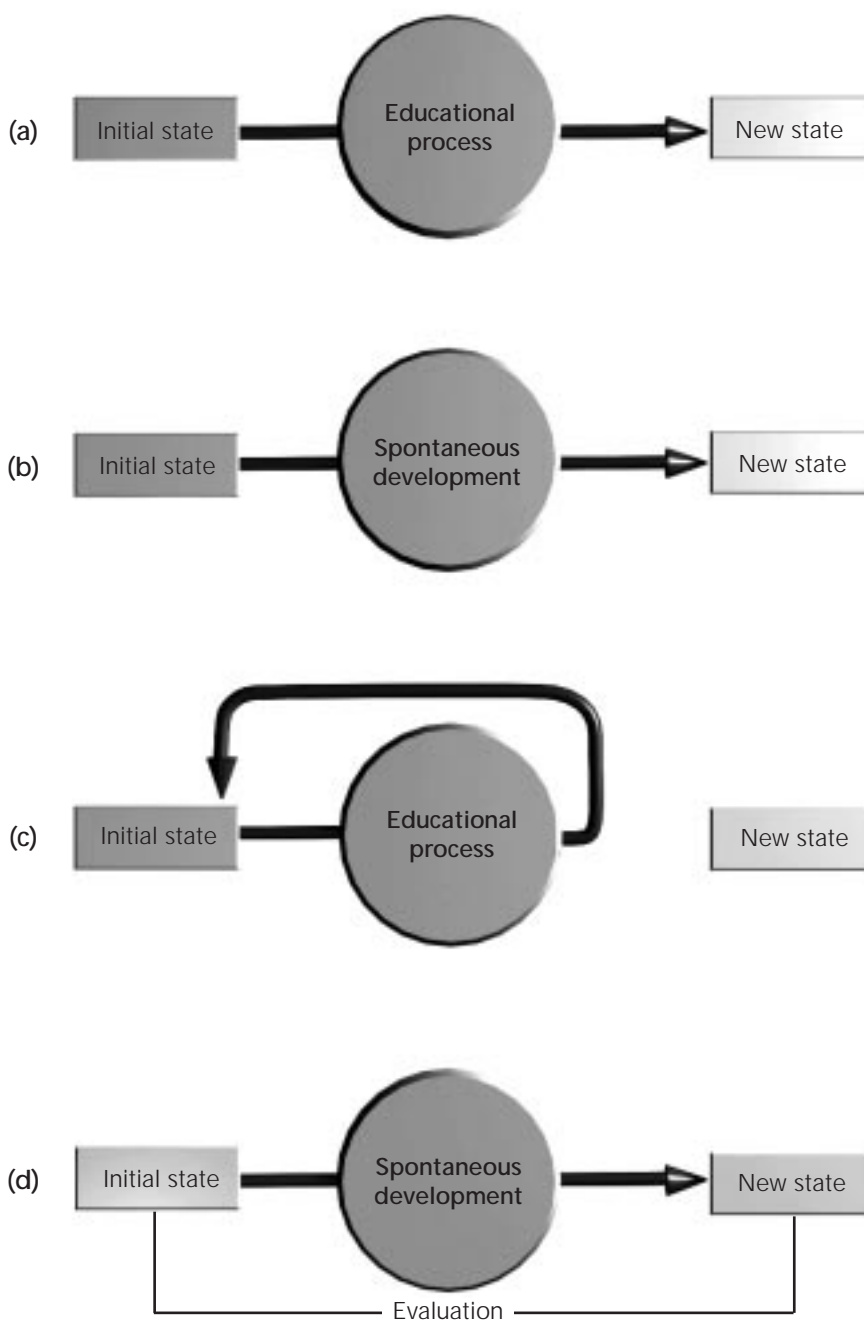 (a)
Initial state
Educational
process
New state
(b)
Initial state
Spontaneous
development
New state
(c)
Initial state
Educational
process
New state
(d)
Initial state
Spontaneous
development
New state
Evaluation